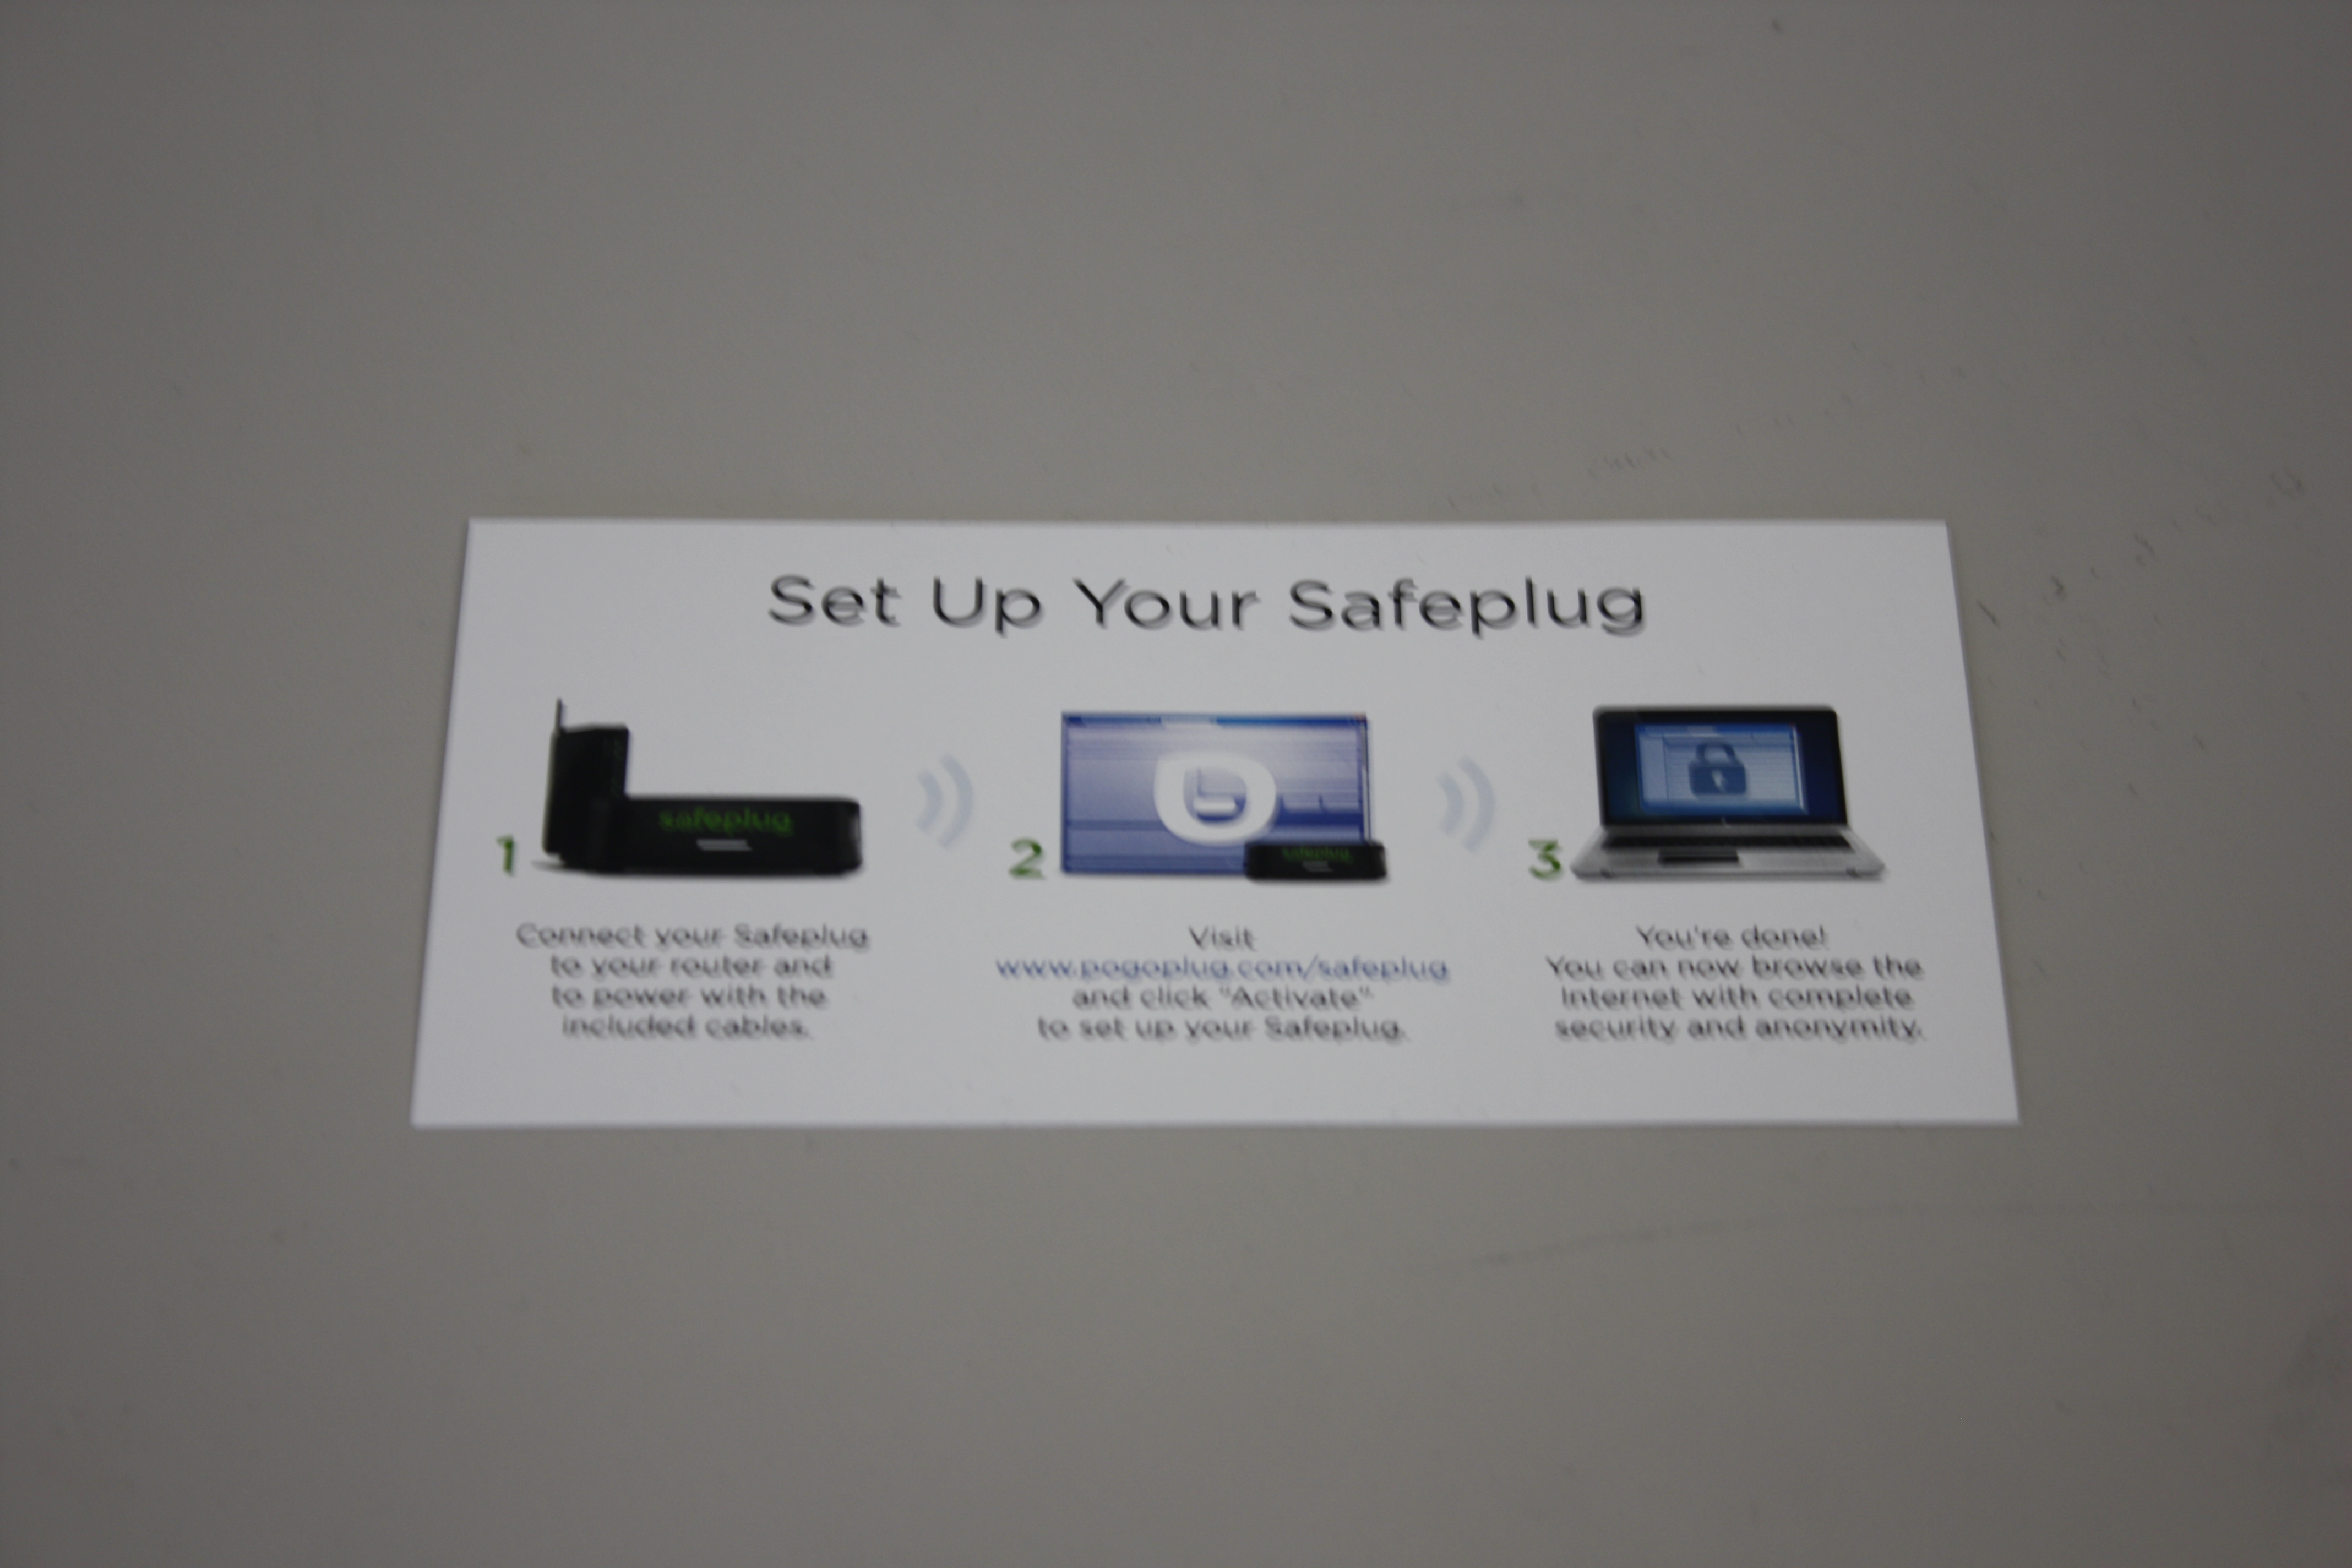 Set Up Your Safeplug
safeplug
1
Connect your Safeplug
to your router and
to power with the
included cables.
safeplug
2
Visit
www.pogoplug.com/safeplug
and click "Activate"
to set up your Safeplug.
3
You're done!
You can now browse the
Internet with complete
security and anonymity.